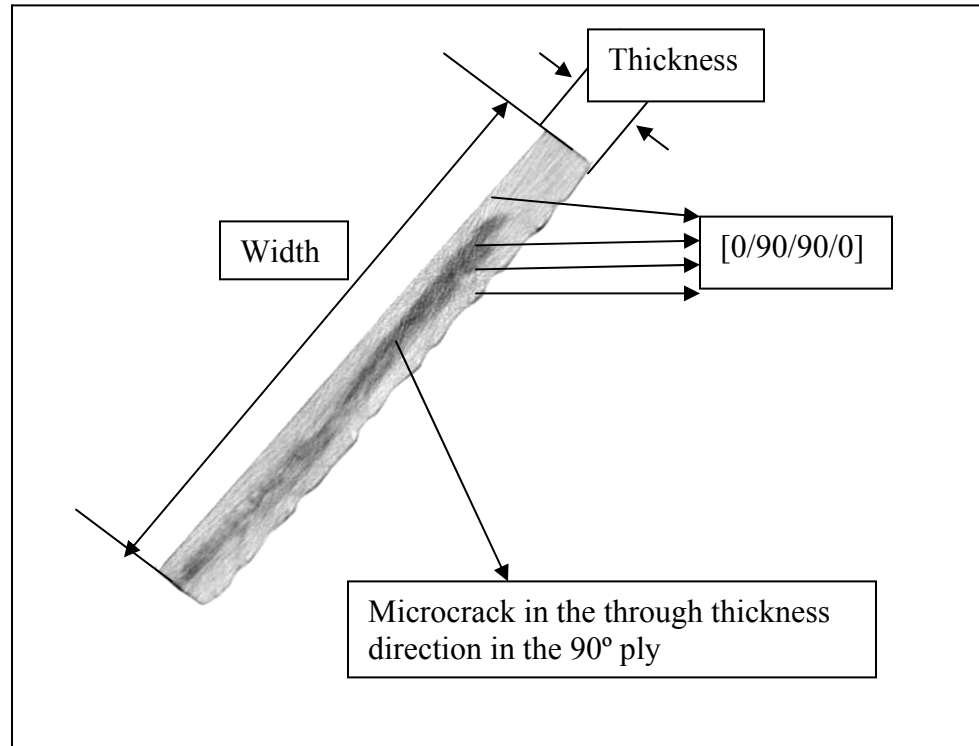 Thickness
Width
[0/90/90/0]
Microcrack in the through thickness
direction in the 90º ply